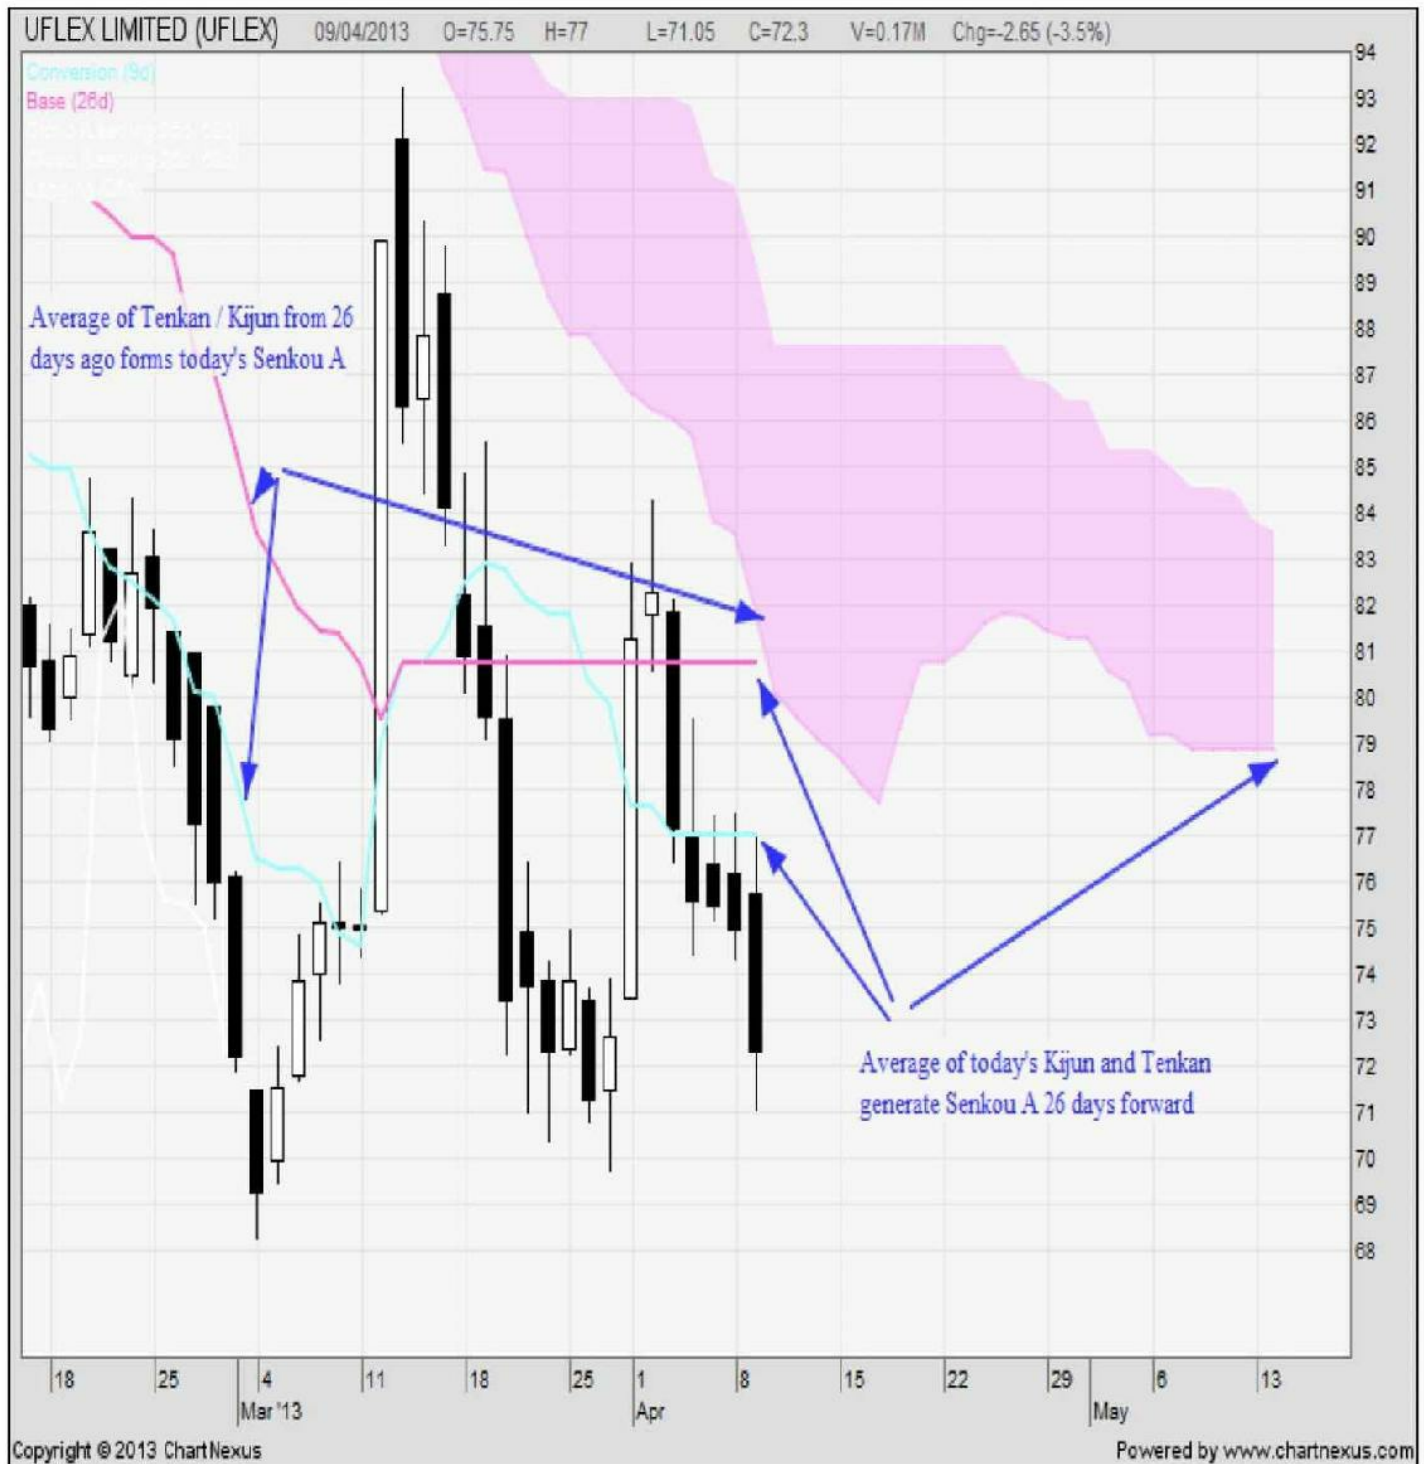 UFLEX LIMITED (UFLEX) 09/04/2013 O=75.75 H=77 L=71.05 C=72.3 V=0.17M Chg=-2.65 (-3.5%)
Conversion (9d)
Base (26d)
94
93
92
91
90
89
88
87
86
85
84
83
82
81
80
79
78
77
76
75
74
73
72
71
70
69
68
Average of Tenkan / Kijun from 26
days ago forms today's Senkou A
Average of today's Kijun and Tenkan
generate Senkou A 26 days forward
18 25 4 11 18 25 1 8 15 22 29 6 13
Mar '13 Apr May
Copyright © 2013 ChartNexus Powered by www.chartnexus.com